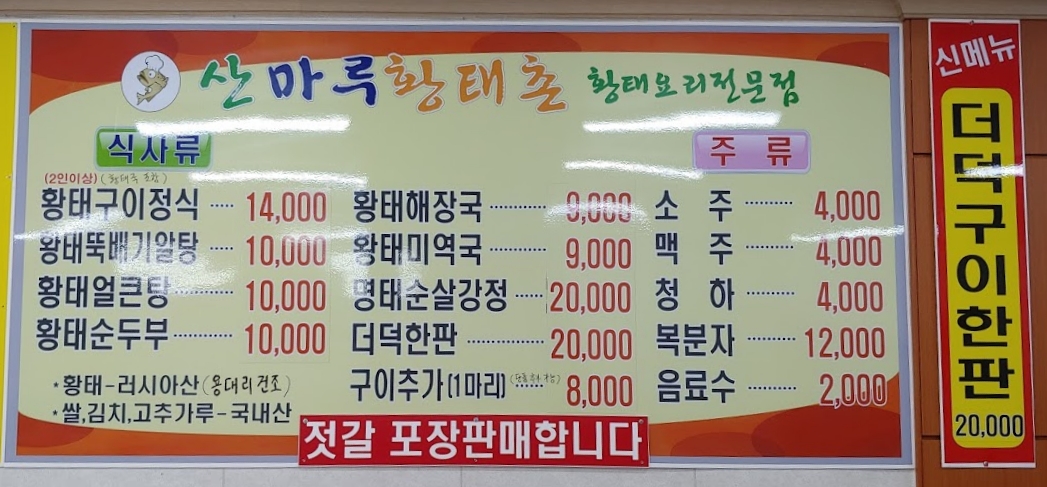 산마루황태촌 황태요리전문점
식사류
(2인이상) (황태국 포함)
황태구이정식 ···· 14,000
황태뚝배기알탕 ···· 10,000
황태얼큰탕 ········ 10,000
황태순두부 ·········· 10,000
*황태-러시아산(용대리건조)
*쌀,김치,고추가루-국내산
황태해장국 ·········· 9,000
황태미역국 ·········· 9,000
명태순살강정 ······ 20,000
더덕한판 ·········· 20,000
구이추가(1마리) ······ 8,000
주 류
소 주 ········ 4,000
맥 주 ········ 4,000
청 하 ········ 4,000
복분자 ········ 12,000
음료수 ········ 2,000
젓갈 포장판매합니다
신메뉴
더덕구이한판
20,000